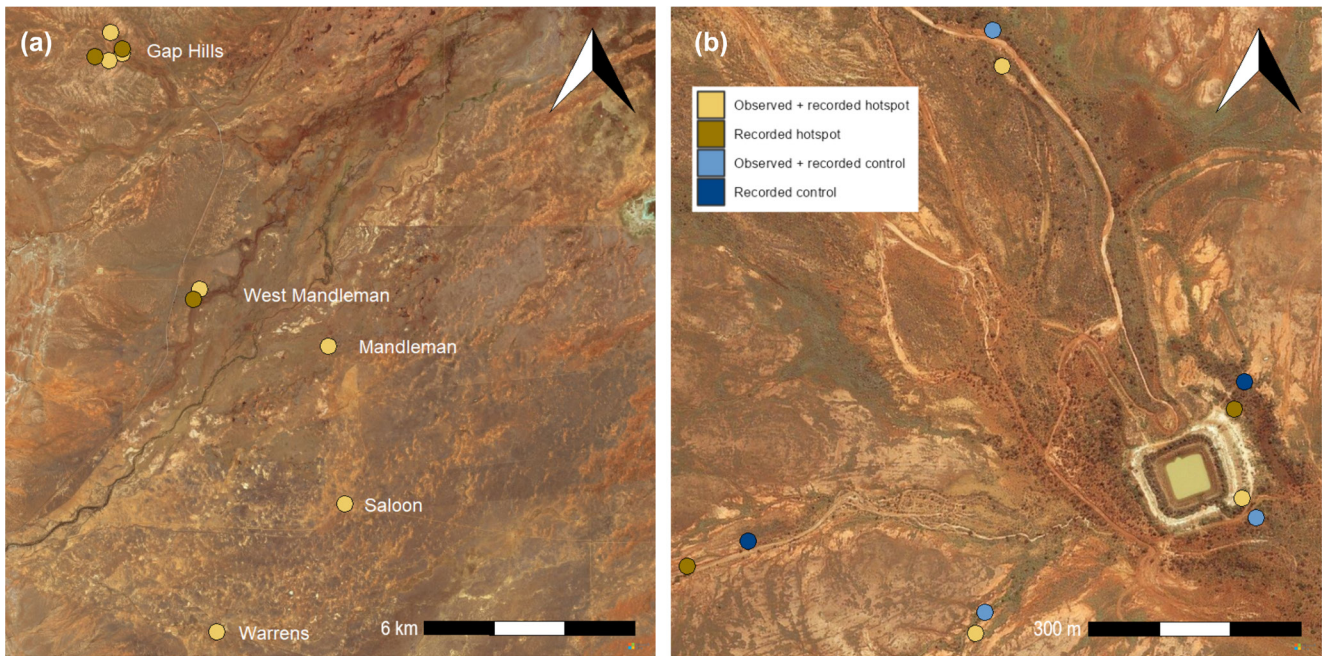 (a)
Gap Hills
West Mandleman
Mandleman
Saloon
Warrens
6 km
(b)
Observed + recorded hotspot
Recorded hotspot
Observed + recorded control
Recorded control
300 m